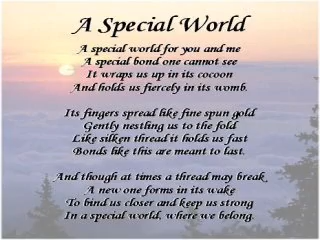 A Special World
A special world for you and me
A special bond one cannot see
It wraps us up in its cocoon
And holds us fiercely in its womb.
Its fingers spread like fine spun gold
Gently nestling us to the fold
Like silken thread it holds us fast
Bonds like this are meant to last.
And though at times a thread may break
A new one forms in its wake
To bind us closer and keep us strong
In a special world, where we belong.